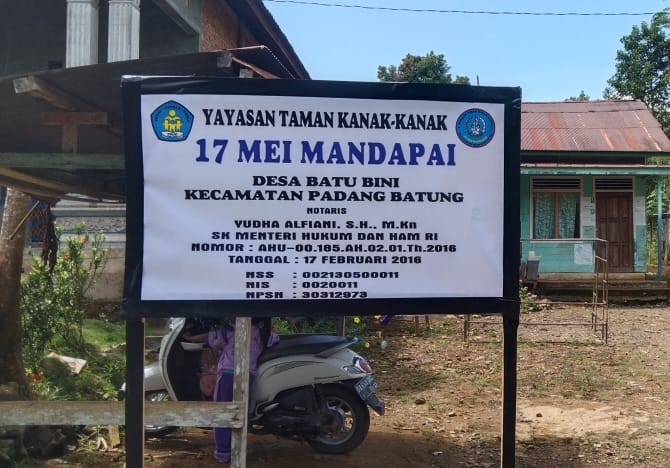 YAYASAN TAMAN KANAK-KANAK
17 MEI MANDAPAI
DESA BATU BINI
KECAMATAN PADANG BATUNG
NOTARIS
YUDHA ALFIANI, S.H., M.Kn
SK MENTERI HUKUM DAN HAM RI
NOMOR : AHU-00.185.AH.02.01.Th.2016
TANGGAL : 17 FEBRUARI 2016
NSS : 002130500011
NIS : 0020011
NPSN : 30312973